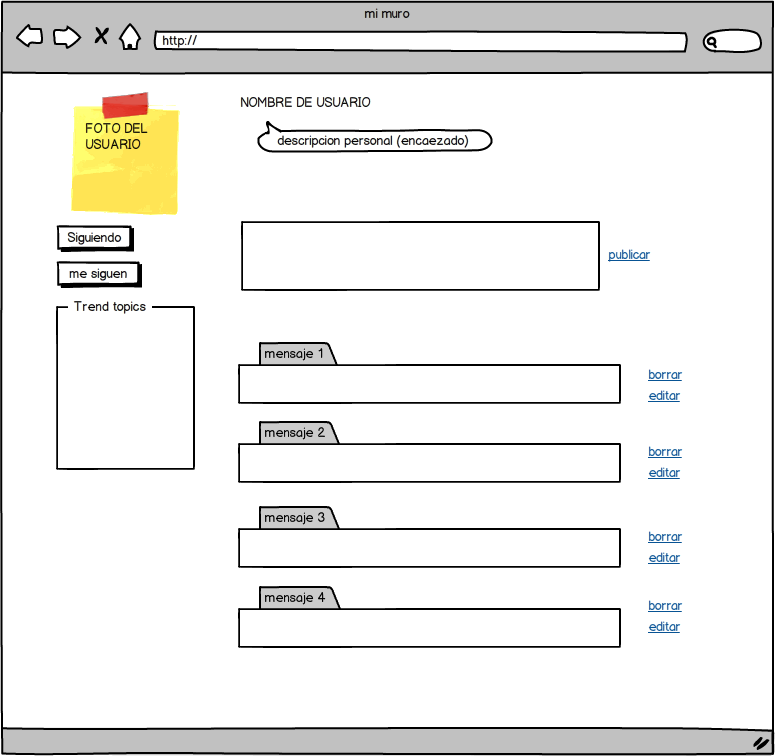 mi muro
http://
FOTO DEL
USUARIO
NOMBRE DE USUARIO
descripcion personal (encaezado)
Siguiendo
me siguen
Trend topics
publicar
mensaje 1
borrar
editar
mensaje 2
borrar
editar
mensaje 3
borrar
editar
mensaje 4
borrar
editar